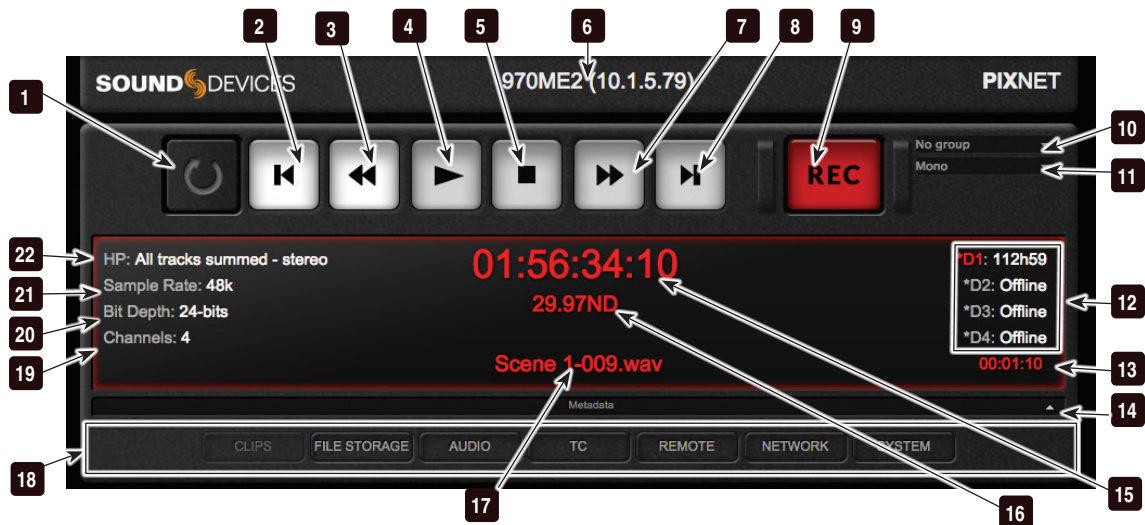 2 3 4 5 6 7 8 9
SOUND DEVICES
970ME2 (10.1.5.79)
PIXNET
1
REC
No group
10
Mono
11
22
HP: All tracks summed - stereo
01:56:34:10
*D1: 112h59
21
Sample Rate: 48k
29.97ND
*D2: Offline
12
20
Bit Depth: 24-bits
*D3: Offline
19
Channels: 4
*D4: Offline
Scene 1-009.wav
00:01:10
13
Metadata
14
18
CLIPS FILE STORAGE AUDIO TC REMOTE NETWORK SYSTEM
17
16
15